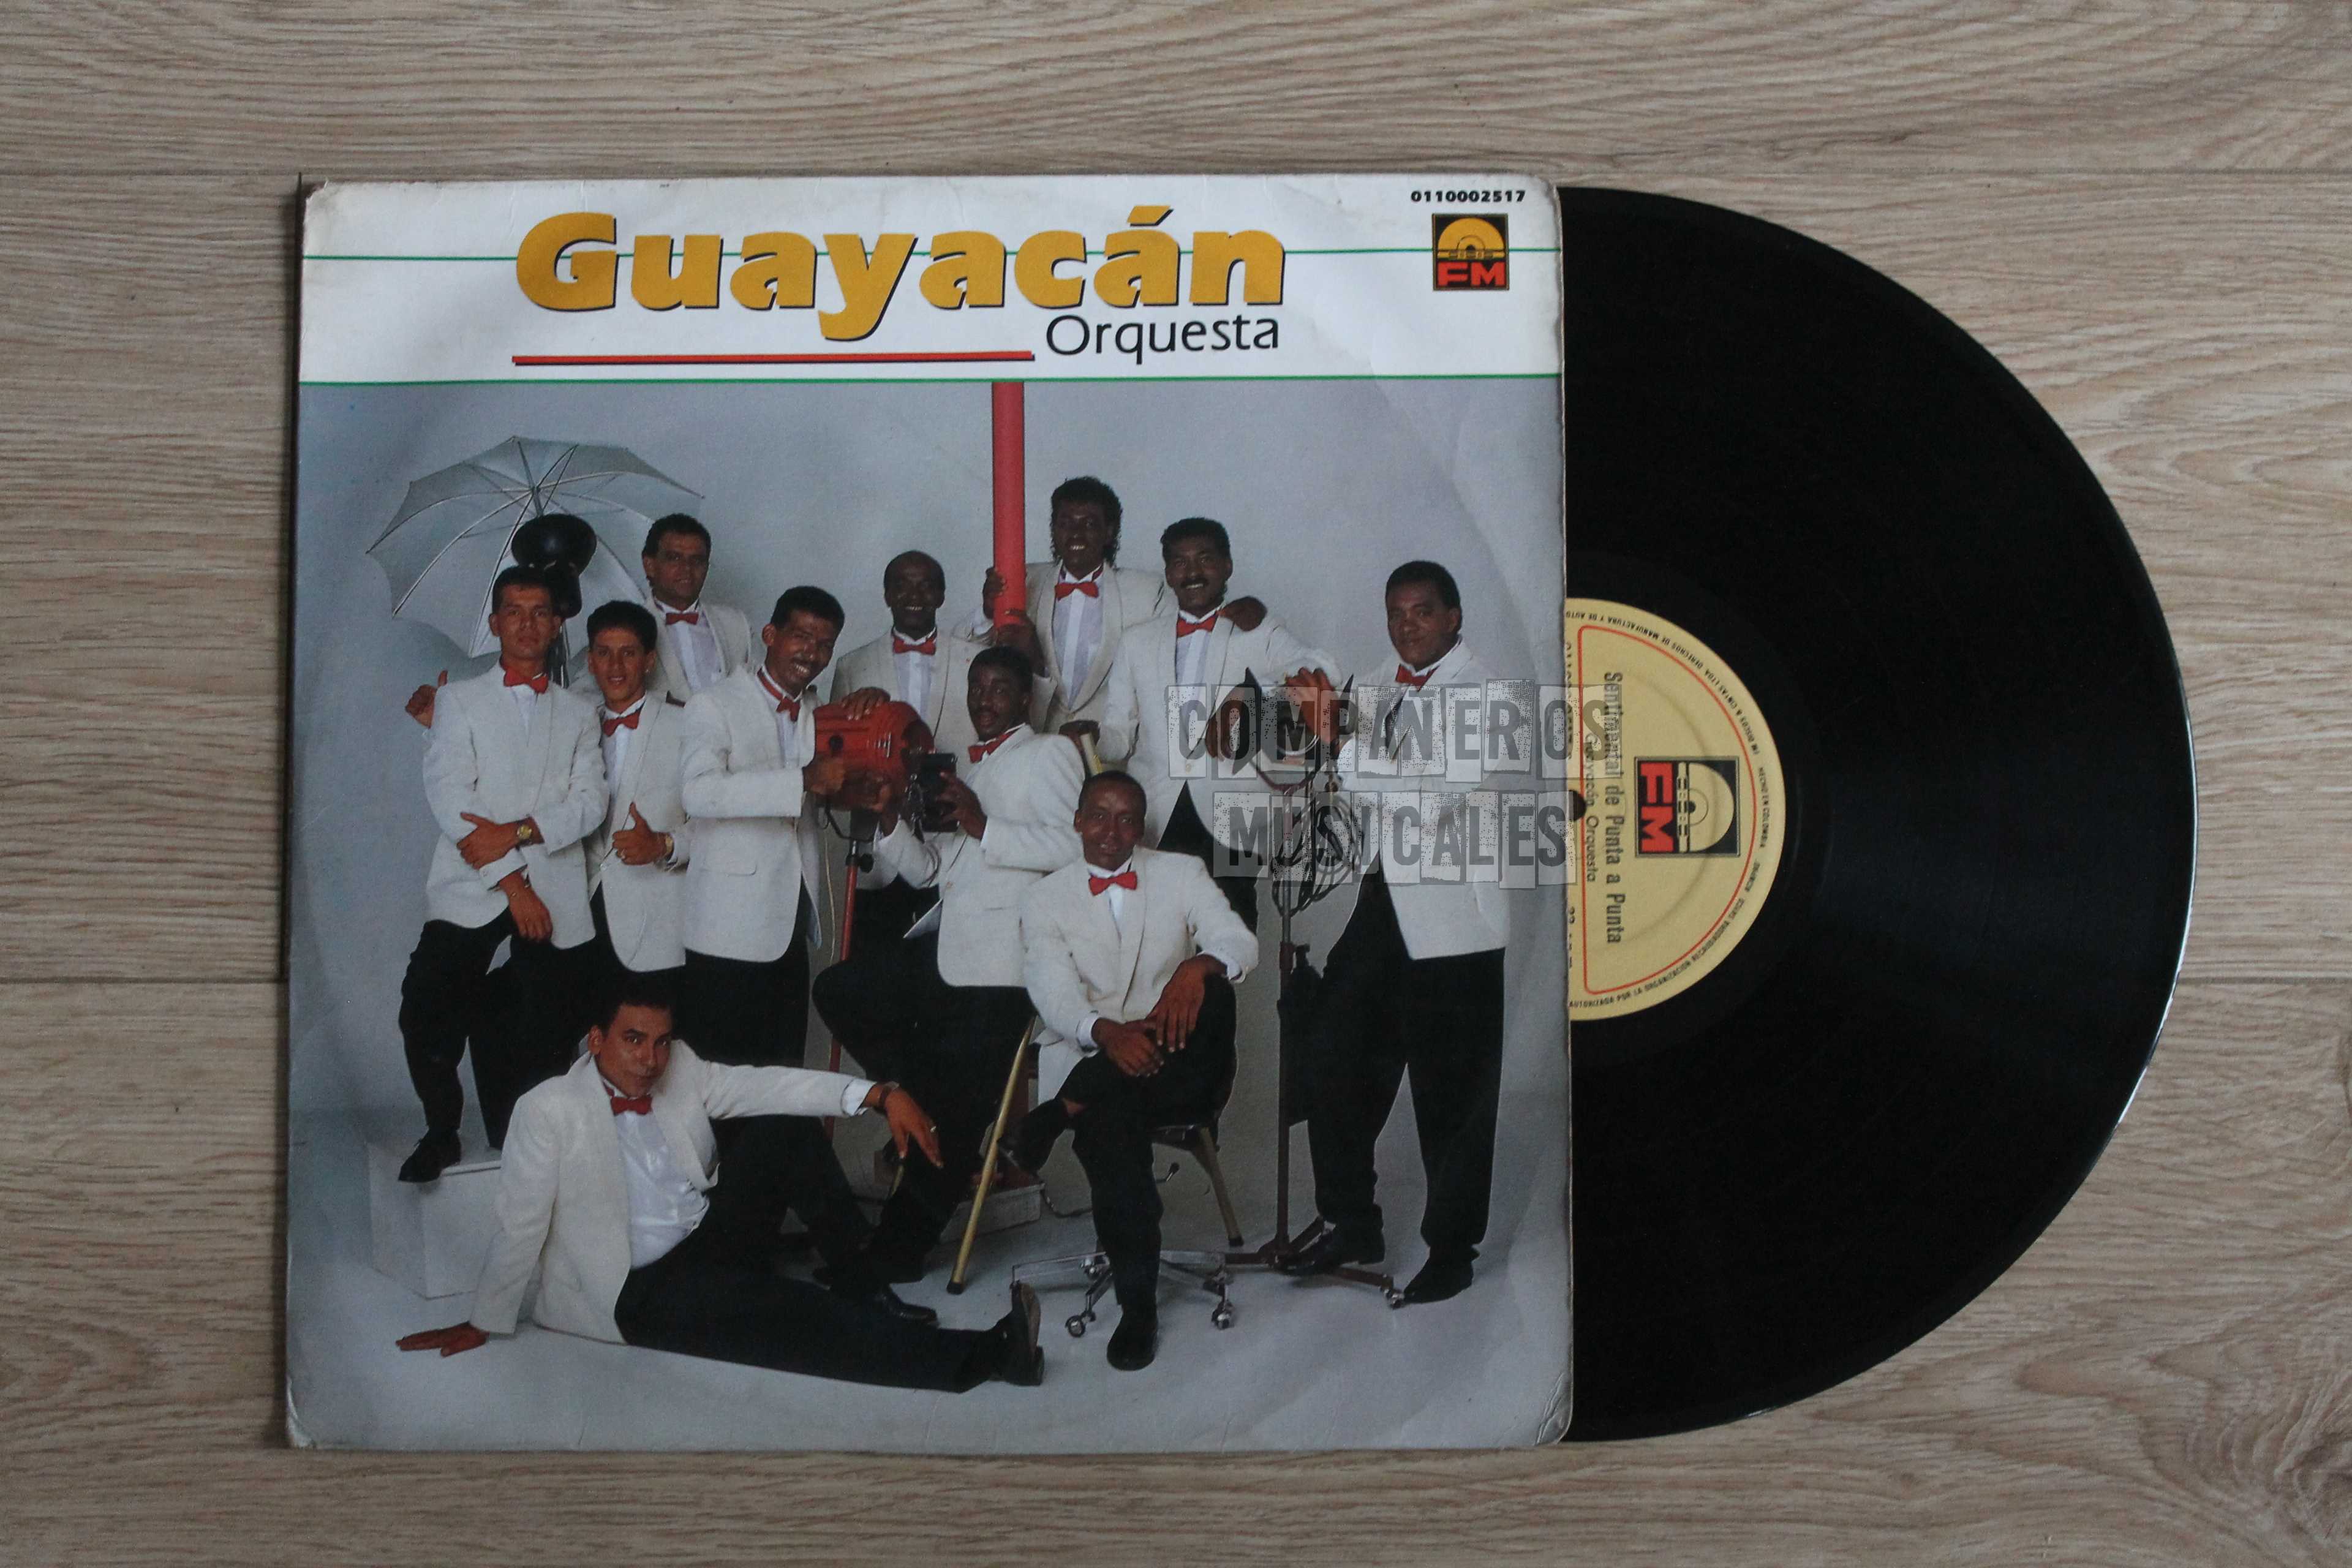 0110002517
Guayacán
FM
Orquesta
COMPAÑEROS
MUSICALES
Sentimental de Punta a Punta
Guayacán Orquesta
FM
HECHO EN COLOMBIA